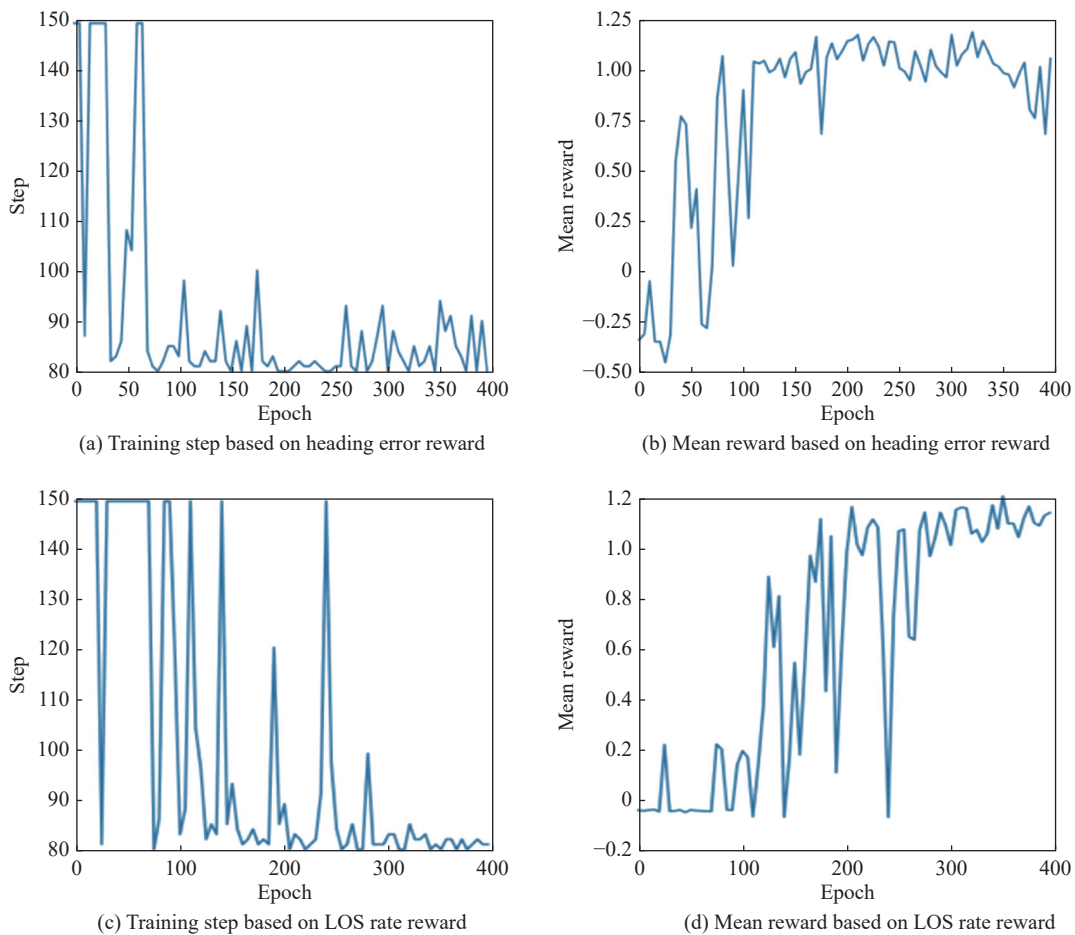 150
140
130
120
110
100
90
80
Step
0 50 100 150 200 250 300 350 400
Epoch
(a) Training step based on heading error reward
1.25
1.00
0.75
0.50
1.25
0
−0.25
−0.50
Mean reward
0 50 100 150 200 250 300 350 400
Epoch
(b) Mean reward based on heading error reward
150
140
130
120
110
100
90
80
Step
0 100 200 300 400
Epoch
(c) Training step based on LOS rate reward
1.2
1.0
0.8
0.6
0.4
0.2
0
−0.2
Mean reward
0 100 200 300 400
Epoch
(d) Mean reward based on LOS rate reward